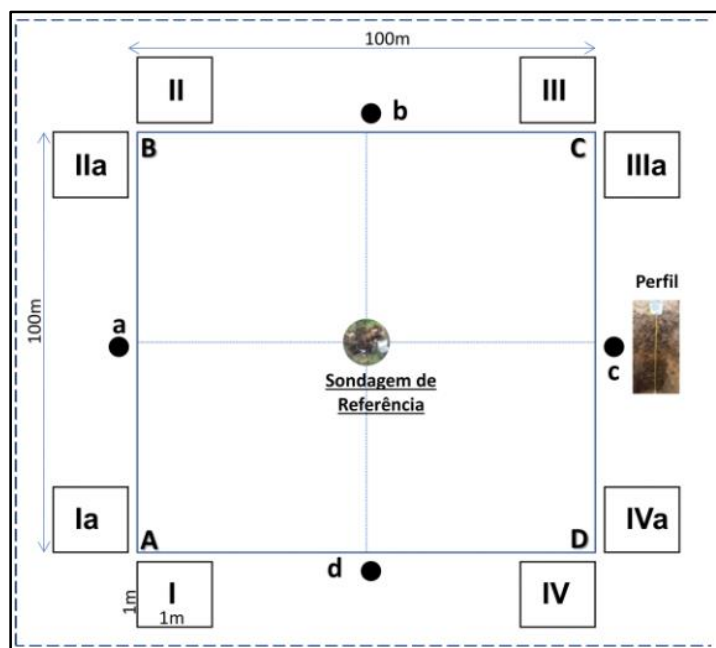 100m
II
III
b
B
C
IIa
IIIa
100m
Perfil
a
c
Sondagem de
Referência
Ia
IVa
A
D
d
I
IV
1m
1m